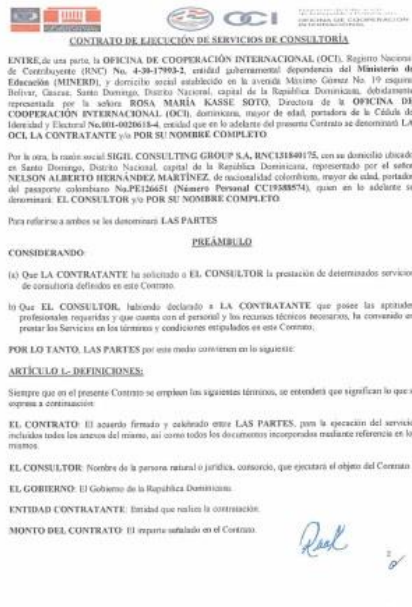 OCI
OFICINA DE COOPERACIÓN
INTERNACIONAL
CONTRATO DE EJECUCIÓN DE SERVICIOS DE CONSULTORÍA
ENTRE, de una parte, la OFICINA DE COOPERACIÓN INTERNACIONAL (OCI), Registro Nacional
de Contribuyente (RNC) No. 4-30-17993-2, entidad gubernamental dependencia del Ministerio de
Educación (MINERD), y domicilio social establecido en la avenida Máximo Gómez No. 19 esquina
Bolívar, Gazcue, Santo Domingo, Distrito Nacional, capital de la República Dominicana, debidamente
representada por la señora ROSA MARÍA KASSE SOTO, Directora de la OFICINA DE
COOPERACIÓN INTERNACIONAL (OCI), dominicana, mayor de edad, portadora de la Cédula de
Identidad y Electoral No.001-0020618-4, entidad que en lo adelante del presente Contrato se denominará LA
OCI, LA CONTRATANTE y/o POR SU NOMBRE COMPLETO
Por la otra, la razón social SIGIL CONSULTING GROUP S.A, RNC131840175, con su domicilio ubicado
en Santo Domingo, Distrito Nacional, capital de la República Dominicana, representado por el señor
NELSON ALBERTO HERNÁNDEZ MARTÍNEZ, de nacionalidad colombiana, mayor de edad, portador
del pasaporte colombiano No.PE126651 (Número Personal CC19388574), quien en lo adelante se
denominará: EL CONSULTOR y/o POR SU NOMBRE COMPLETO
Para referirse a ambos se les denominará LAS PARTES
PREÁMBULO
CONSIDERANDO:
(a) Que LA CONTRATANTE ha solicitado a EL CONSULTOR la prestación de determinados servicios
de consultoría definidos en este Contrato.
b) Que EL CONSULTOR, habiendo declarado a LA CONTRATANTE que posee las aptitudes
profesionales requeridas y que cuenta con el personal y los recursos técnicos necesarios, ha convenido en
prestar los Servicios en los términos y condiciones estipulados en este Contrato.
POR LO TANTO, LAS PARTES por este medio convienen en lo siguiente:
ARTÍCULO 1.- DEFINICIONES:
Siempre que en el presente Contrato se empleen los siguientes términos, se entenderá que significan lo que se
expresa a continuación:
EL CONTRATO: El acuerdo firmado y celebrado entre LAS PARTES, para la ejecución del servicio
incluidos todos los anexos del mismo, así como todos los documentos incorporados mediante referencia en los
mismos.
EL CONSULTOR: Nombre de la persona natural o jurídica, consorcio, que ejecutará el objeto del Contrato.
EL GOBIERNO: El Gobierno de la República Dominicana.
ENTIDAD CONTRATANTE: Entidad que realiza la contratación.
MONTO DEL CONTRATO: El importe señalado en el Contrato.
2